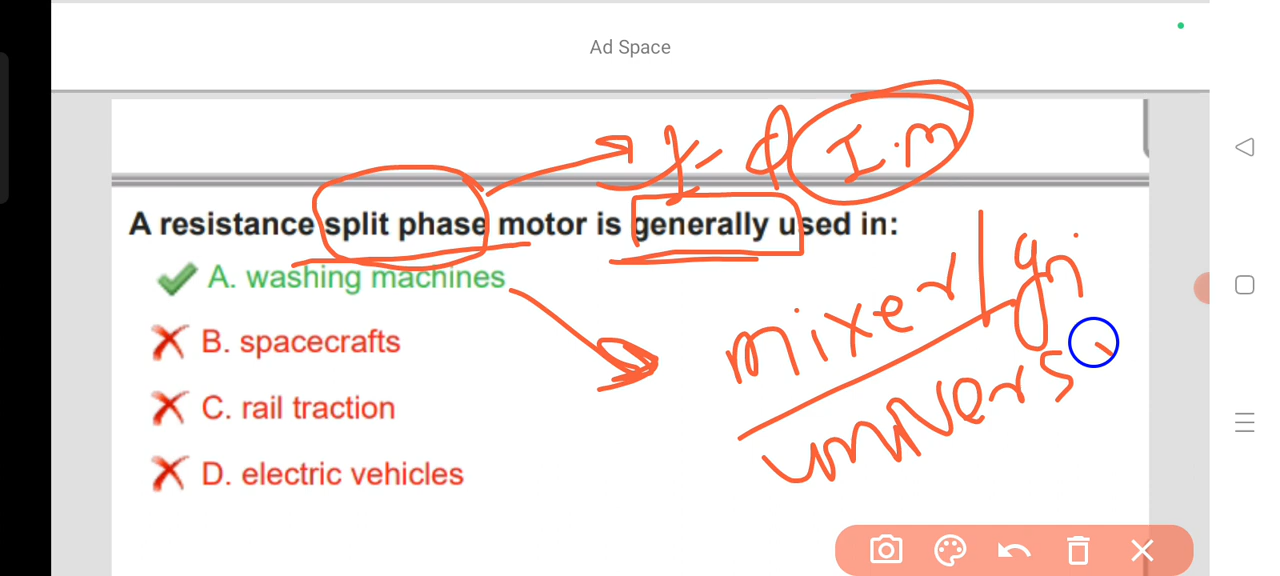 Ad Space
1-φ I.M
A resistance split phase motor is generally used in:
A. washing machines
B. spacecrafts
C. rail traction
D. electric vehicles
mixer/gri
univers